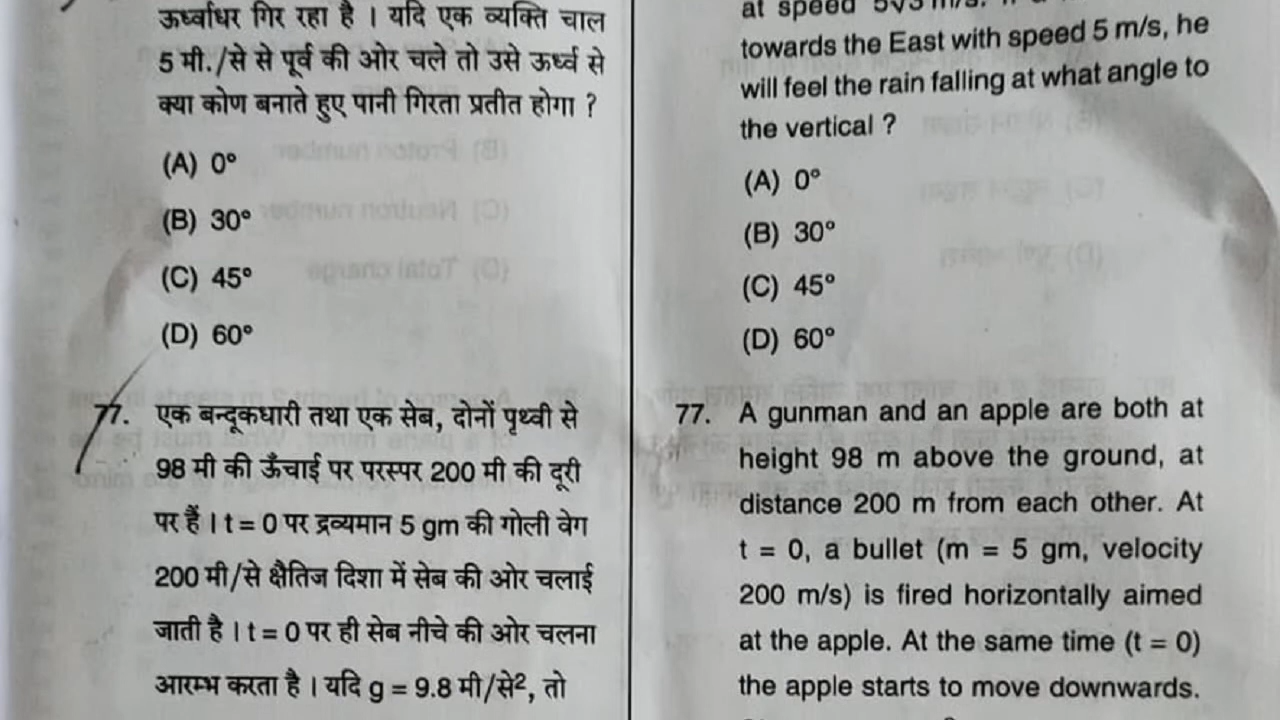 ऊर्ध्वाधर गिर रहा है । यदि एक व्यक्ति चाल
5 मी./से से पूर्व की ओर चले तो उसे ऊर्ध्व से
क्या कोण बनाते हुए पानी गिरता प्रतीत होगा ?
(A) 0°
(B) 30°
(C) 45°
(D) 60°
77. एक बन्दूकधारी तथा एक सेब, दोनों पृथ्वी से
98 मी की ऊँचाई पर परस्पर 200 मी की दूरी
पर हैं । t = 0 पर द्रव्यमान 5 gm की गोली वेग
200 मी/से क्षैतिज दिशा में सेब की ओर चलाई
जाती है । t = 0 पर ही सेब नीचे की ओर चलना
आरम्भ करता है । यदि g = 9.8 मी/से², तो
at speed 5√3 m/s.
towards the East with speed 5 m/s, he
will feel the rain falling at what angle to
the vertical ?
(A) 0°
(B) 30°
(C) 45°
(D) 60°
77. A gunman and an apple are both at
height 98 m above the ground, at
distance 200 m from each other. At
t = 0, a bullet (m = 5 gm, velocity
200 m/s) is fired horizontally aimed
at the apple. At the same time (t = 0)
the apple starts to move downwards.